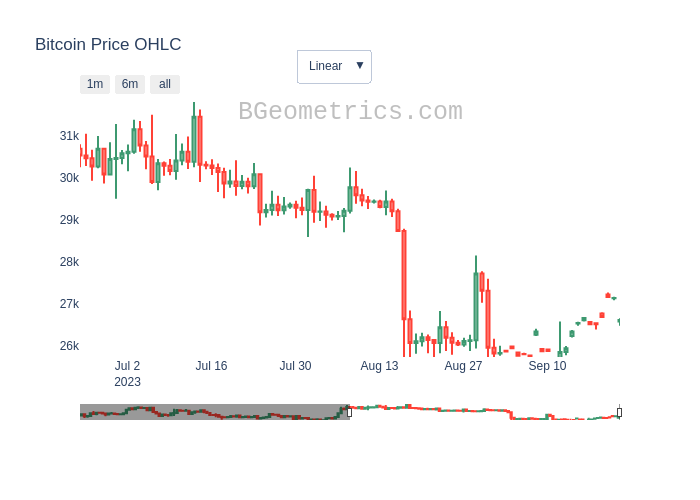 Bitcoin Price OHLC
Linear ▼
1m 6m all
BGeometrics.com
31k
30k
29k
28k
27k
26k
Jul 2 Jul 16 Jul 30 Aug 13 Aug 27 Sep 10
2023